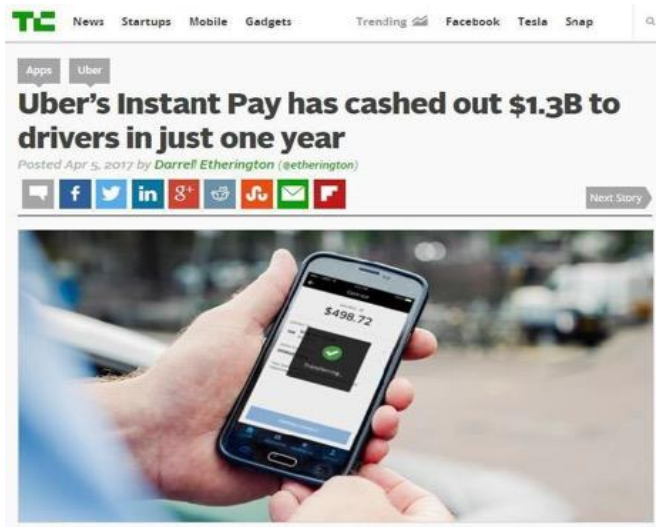 TC News Startups Mobile Gadgets Trending Facebook Tesla Snap
Apps Uber
Uber's Instant Pay has cashed out $1.3B to
drivers in just one year
Posted Apr 5, 2017 by Darrell Etherington (@etherington)
f in g+
Next Story
$498.72
Transferring...